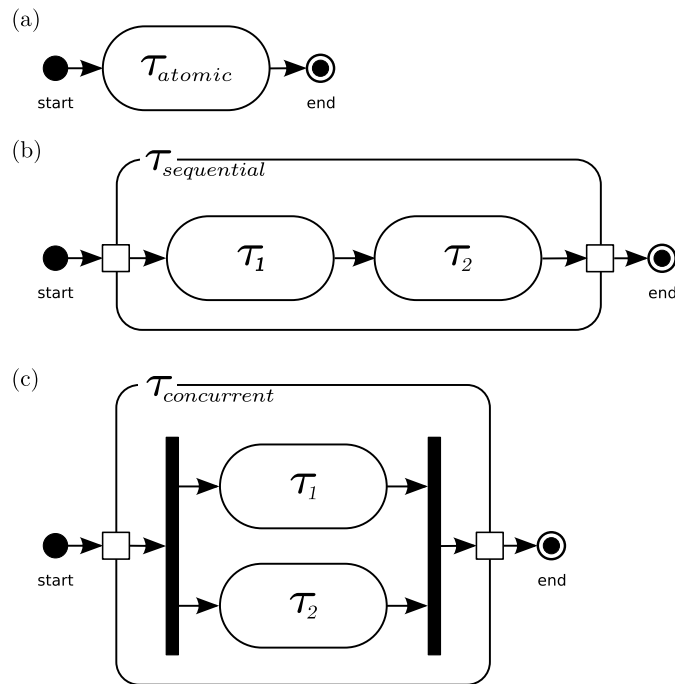 (a)
τatomic
start
end
(b)
τsequential
τ1
τ2
start
end
(c)
τconcurrent
τ1
start
end
τ2